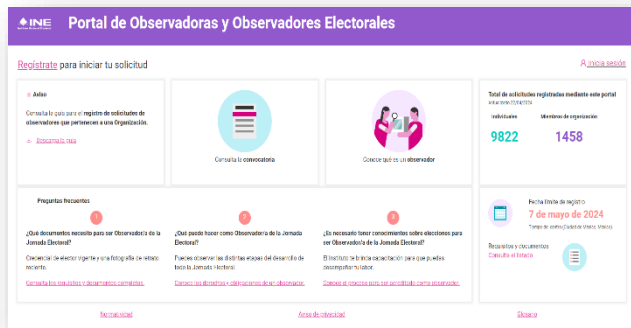 INE
Portal de Observadoras y Observadores Electorales
Regístrate para iniciar tu solicitud
Inicia sesión
Aviso
Consulta la guía para el registro de solicitudes de
observadores que pertenecen a una Organización.
Descarga la guía
Consulta la convocatoria
Conoce qué es un observador
Total de solicitudes registradas mediante este portal
Individuales
Miembros de organización
9822
1458
Preguntas frecuentes
1
¿Qué documentos necesito para ser Observador/a de la
Jornada Electoral?
Credencial de elector vigente y una fotografía de retrato
reciente.
Consulta los requisitos y documentos completos.
2
¿Qué puedo hacer como Observador/a de la Jornada
Electoral?
Puedes observar las distintas etapas del desarrollo de
toda la Jornada Electoral.
Conoce los derechos y obligaciones de un observador.
3
¿Es necesario tener conocimientos sobre elecciones para
ser Observador/a de la Jornada Electoral?
El Instituto te brinda capacitación para que puedas
desempeñar tu labor.
Conoce el proceso para ser acreditado como observador.
Fecha límite de registro
7 de mayo de 2024
Tiempo del centro (Ciudad de México, México)
Requisitos y documentos
Consulta el listado
Normatividad
Aviso de privacidad
Glosario